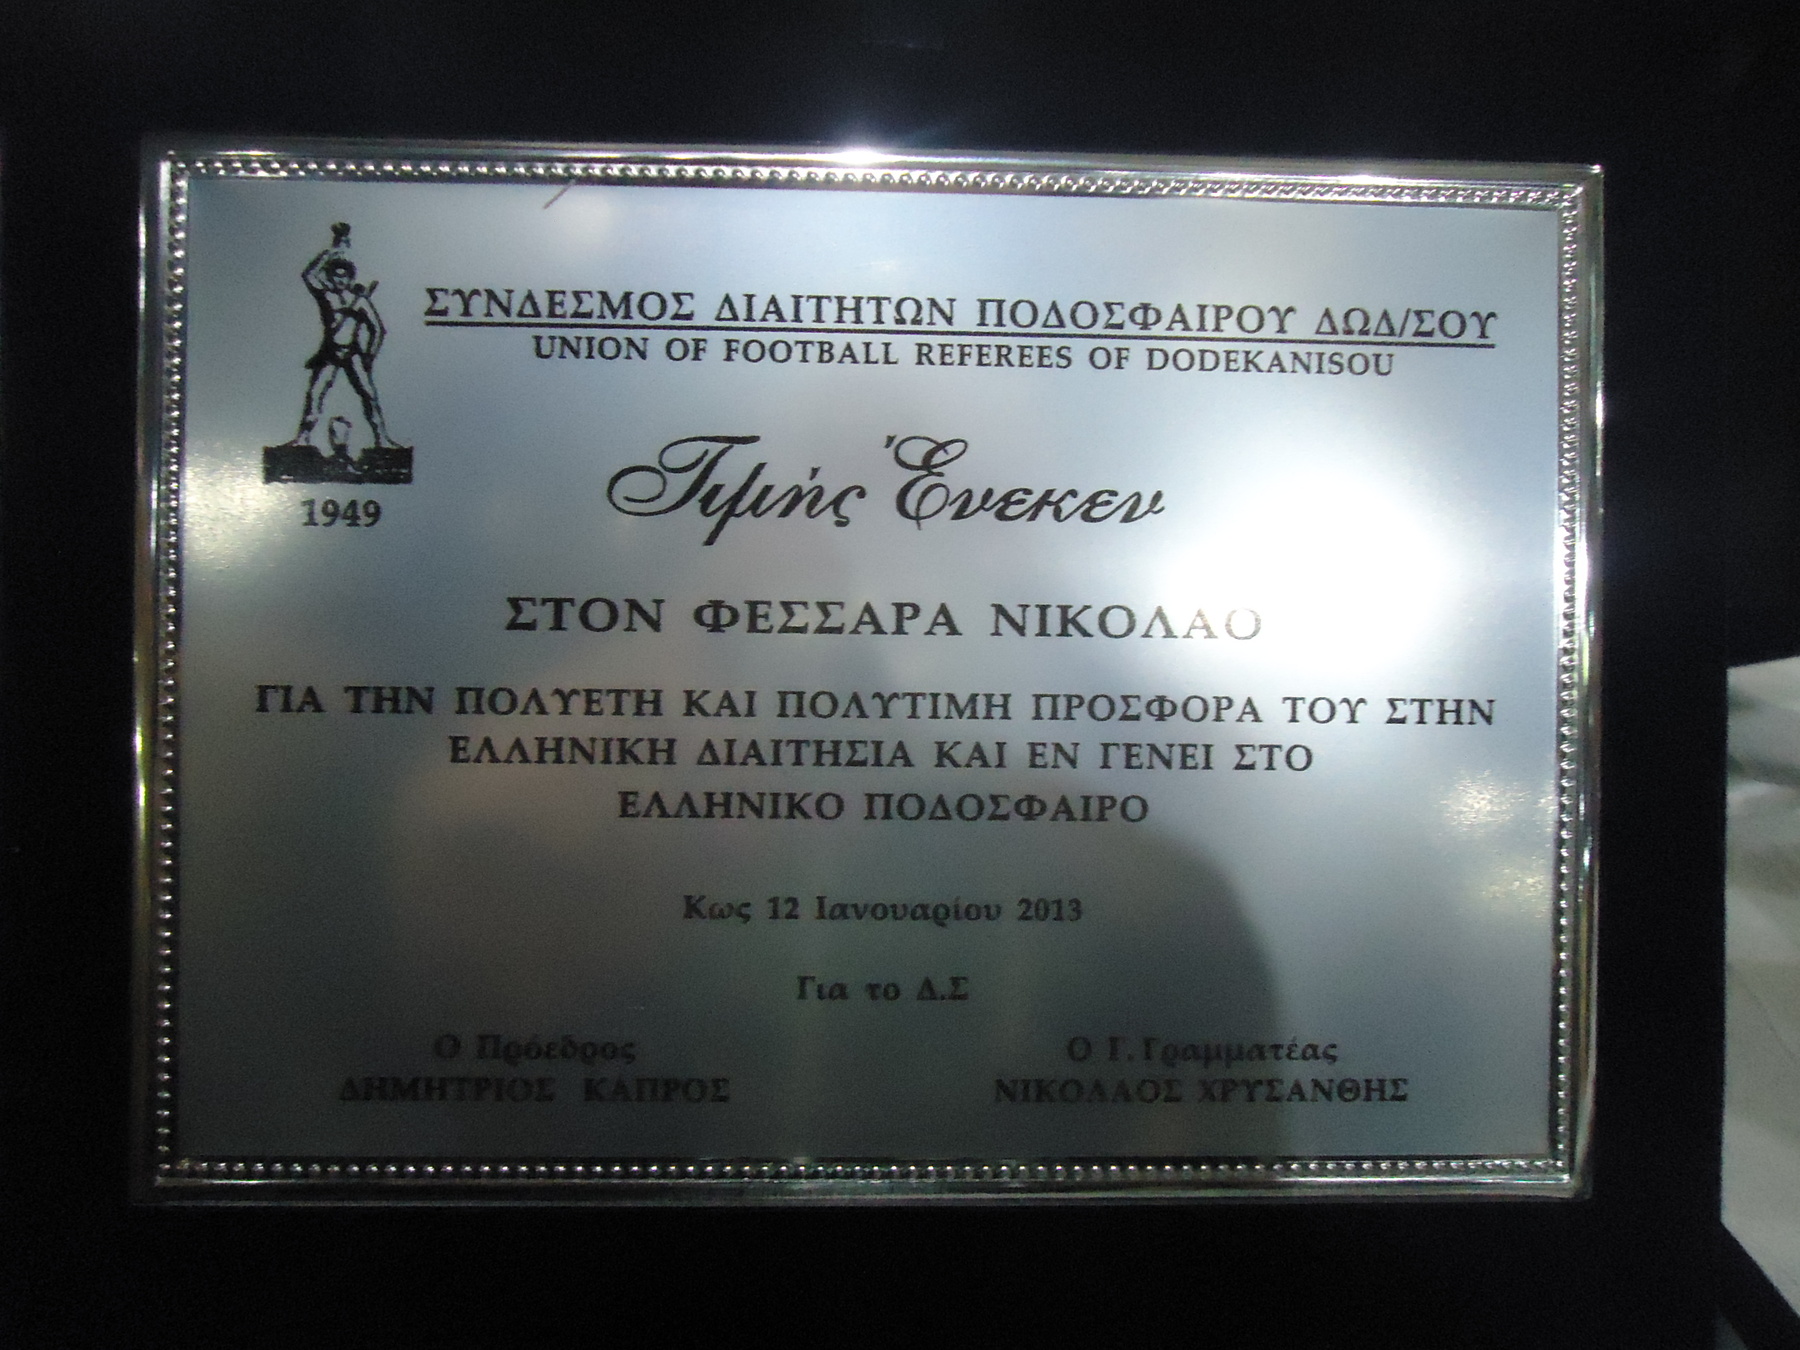 ΣΥΝΔΕΣΜΟΣ ΔΙΑΙΤΗΤΩΝ ΠΟΔΟΣΦΑΙΡΟΥ ΔΩΔ/ΣΟΥ
UNION OF FOOTBALL REFEREES OF DODEKANISOU
1949
Τιμής Ένεκεν
ΣΤΟΝ ΦΕΣΣΑΡΑ ΝΙΚΟΛΑΟ
ΓΙΑ ΤΗΝ ΠΟΛΥΕΤΗ ΚΑΙ ΠΟΛΥΤΙΜΗ ΠΡΟΣΦΟΡΑ ΤΟΥ ΣΤΗΝ
ΕΛΛΗΝΙΚΗ ΔΙΑΙΤΗΣΙΑ ΚΑΙ ΕΝ ΓΕΝΕΙ ΣΤΟ
ΕΛΛΗΝΙΚΟ ΠΟΔΟΣΦΑΙΡΟ
Κως 12 Ιανουαρίου 2013
Για το Δ.Σ
Ο Πρόεδρος Ο Γ. Γραμματέας
ΔΗΜΗΤΡΙΟΣ ΚΑΠΡΟΣ ΝΙΚΟΛΑΟΣ ΧΡΥΣΑΝΘΗΣ